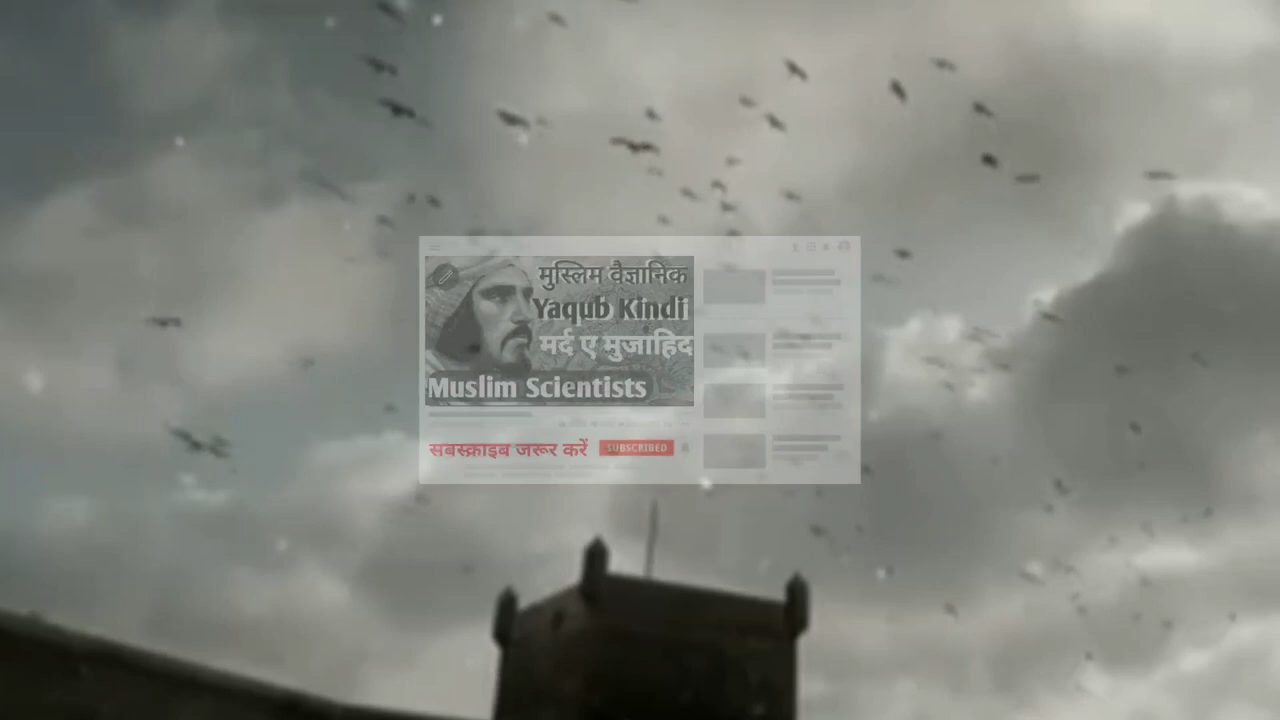 मुस्लिम वैज्ञानिक
Yaqub Kindi
मर्द ए मुजाहिद
Muslim Scientists
सबस्क्राइब जरूर करें
SUBSCRIBED